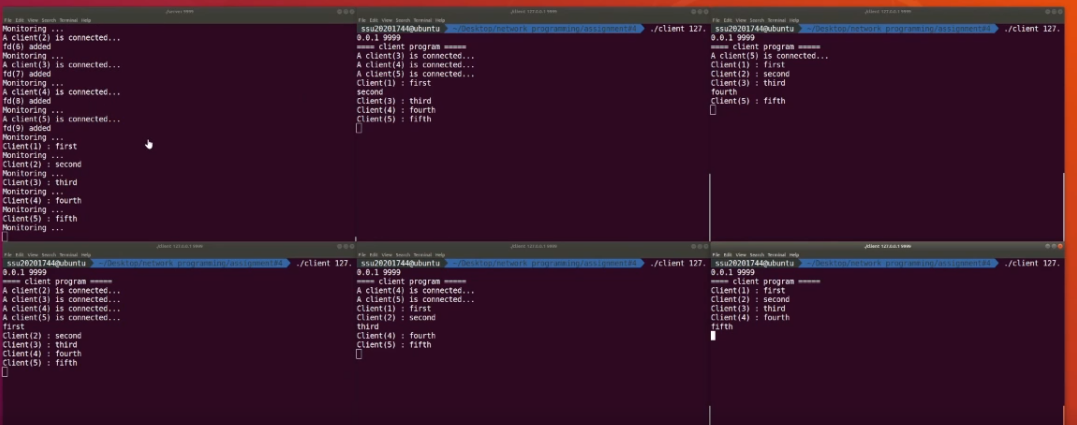 ./server 9999
File Edit View Search Terminal Help
Monitoring ...
A client(2) is connected...
fd(6) added
Monitoring ...
A client(3) is connected...
fd(7) added
Monitoring ...
A client(4) is connected...
fd(8) added
Monitoring ...
A client(5) is connected...
fd(9) added
Monitoring ...
Client(1) : first
Monitoring ...
Client(2) : second
Monitoring ...
Client(3) : third
Monitoring ...
Client(4) : fourth
Monitoring ...
Client(5) : fifth
Monitoring ...
./client 127.0.0.1 9999
File Edit View Search Terminal Help
ssu20201744@ubuntu ~/Desktop/network programming/assignment#4 ./client 127.
0.0.1 9999
==== client program =====
A client(3) is connected...
A client(4) is connected...
A client(5) is connected...
Client(1) : first
second
Client(3) : third
Client(4) : fourth
Client(5) : fifth
./client 127.0.0.1 9999
File Edit View Search Terminal Help
ssu20201744@ubuntu ~/Desktop/network programming/assignment#4 ./client 127.
0.0.1 9999
==== client program =====
A client(5) is connected...
Client(1) : first
Client(2) : second
Client(3) : third
fourth
Client(5) : fifth
./client 127.0.0.1 9999
File Edit View Search Terminal Help
ssu20201744@ubuntu ~/Desktop/network programming/assignment#4 ./client 127.
0.0.1 9999
==== client program =====
A client(2) is connected...
A client(3) is connected...
A client(4) is connected...
A client(5) is connected...
first
Client(2) : second
Client(3) : third
Client(4) : fourth
Client(5) : fifth
./client 127.0.0.1 9999
File Edit View Search Terminal Help
ssu20201744@ubuntu ~/Desktop/network programming/assignment#4 ./client 127.
0.0.1 9999
==== client program =====
A client(4) is connected...
A client(5) is connected...
Client(1) : first
Client(2) : second
third
Client(4) : fourth
Client(5) : fifth
./client 127.0.0.1 9999
File Edit View Search Terminal Help
ssu20201744@ubuntu ~/Desktop/network programming/assignment#4 ./client 127.
0.0.1 9999
==== client program =====
Client(1) : first
Client(2) : second
Client(3) : third
Client(4) : fourth
fifth